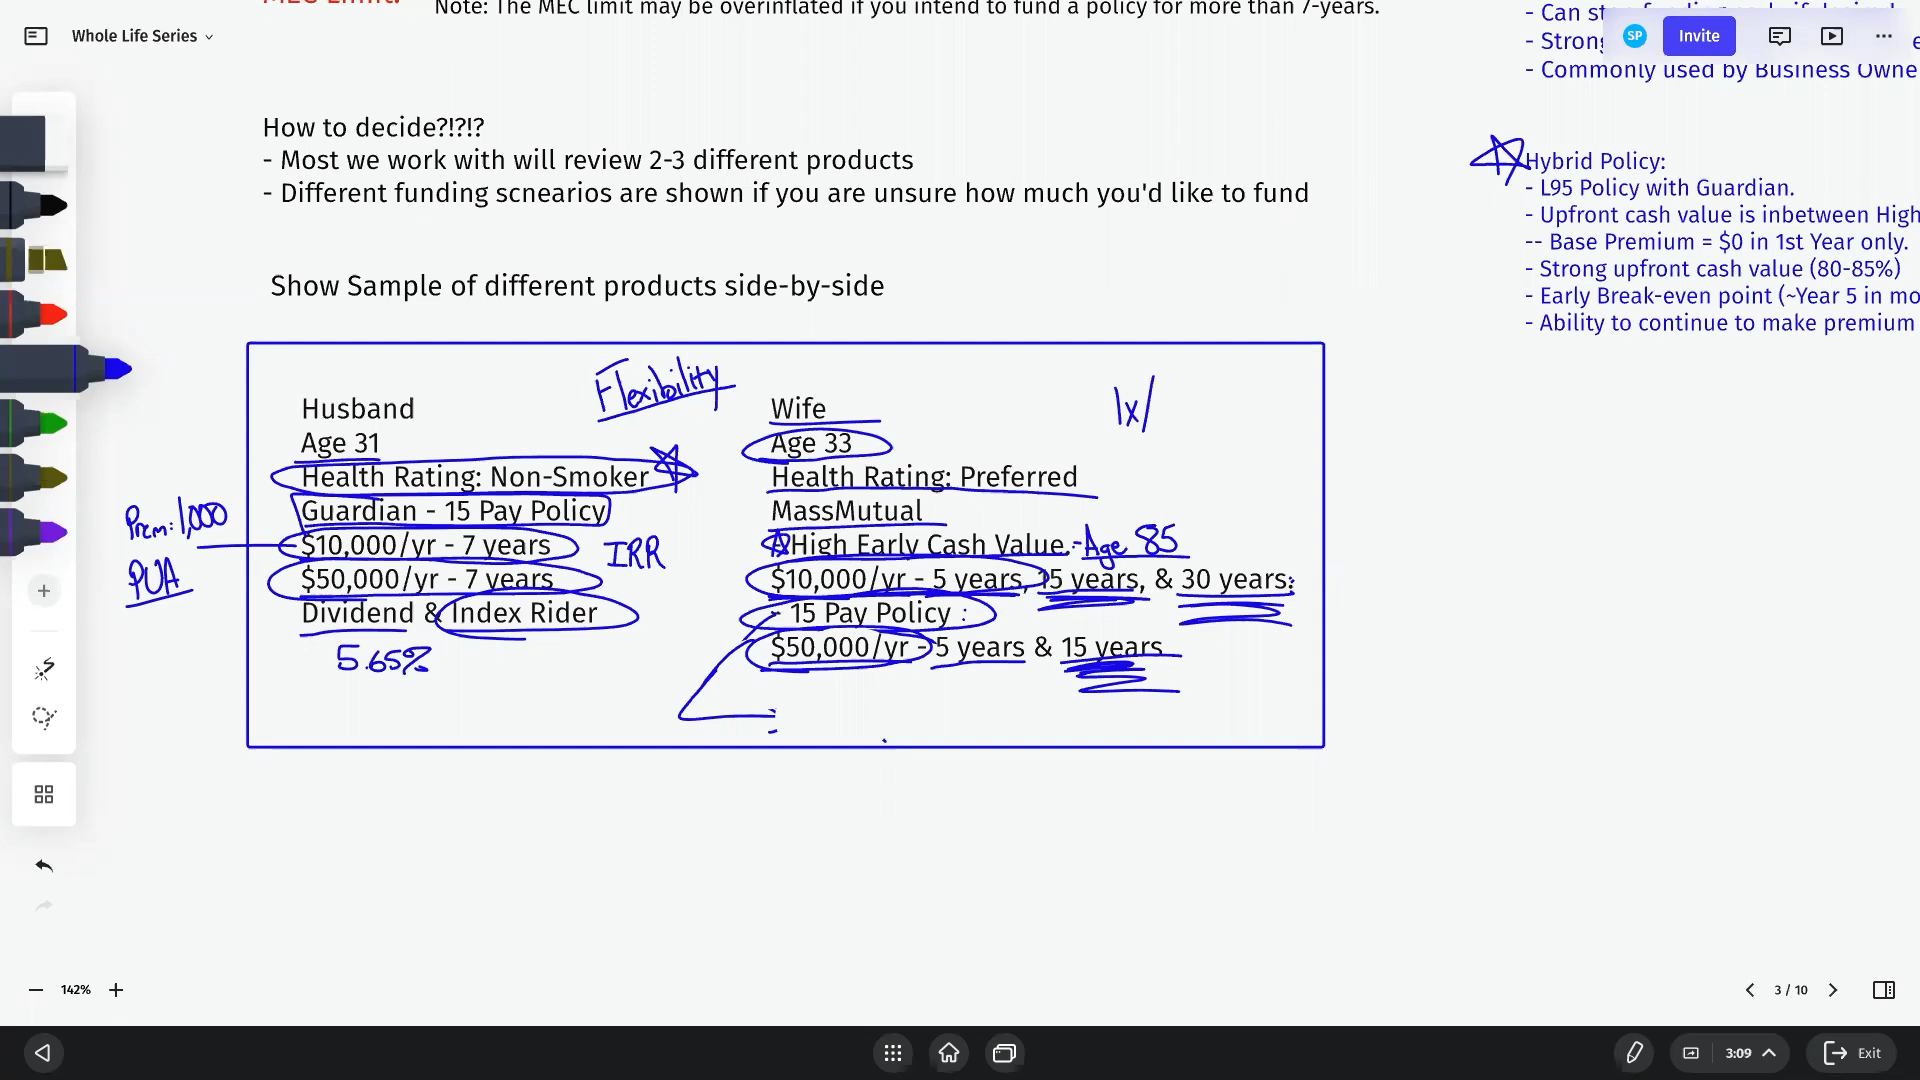 MEC Limit:
Note: The MEC limit may be overinflated if you intend to fund a policy for more than 7-years.
Whole Life Series
SP
Invite
- Strong
- Commonly used by Business Owne
How to decide?!?!?
- Most we work with will review 2-3 different products
- Different funding scnearios are shown if you are unsure how much you'd like to fund
Show Sample of different products side-by-side
Hybrid Policy:
- L95 Policy with Guardian.
- Upfront cash value is inbetween High
-- Base Premium = $0 in 1st Year only.
- Strong upfront cash value (80-85%)
- Early Break-even point (~Year 5 in mo
- Ability to continue to make premium
Flexibility
Husband
Age 31
Health Rating: Non-Smoker
Guardian - 15 Pay Policy
$10,000/yr - 7 years
$50,000/yr - 7 years
Dividend & Index Rider
5.65%
IRR
Prem: 1,000
PUA
Wife
Age 33
Health Rating: Preferred
MassMutual
High Early Cash Value. - Age 85
$10,000/yr - 5 years, 15 years, & 30 years:
- 15 Pay Policy :
$50,000/yr - 5 years & 15 years
142%
3 / 10
3:09
Exit